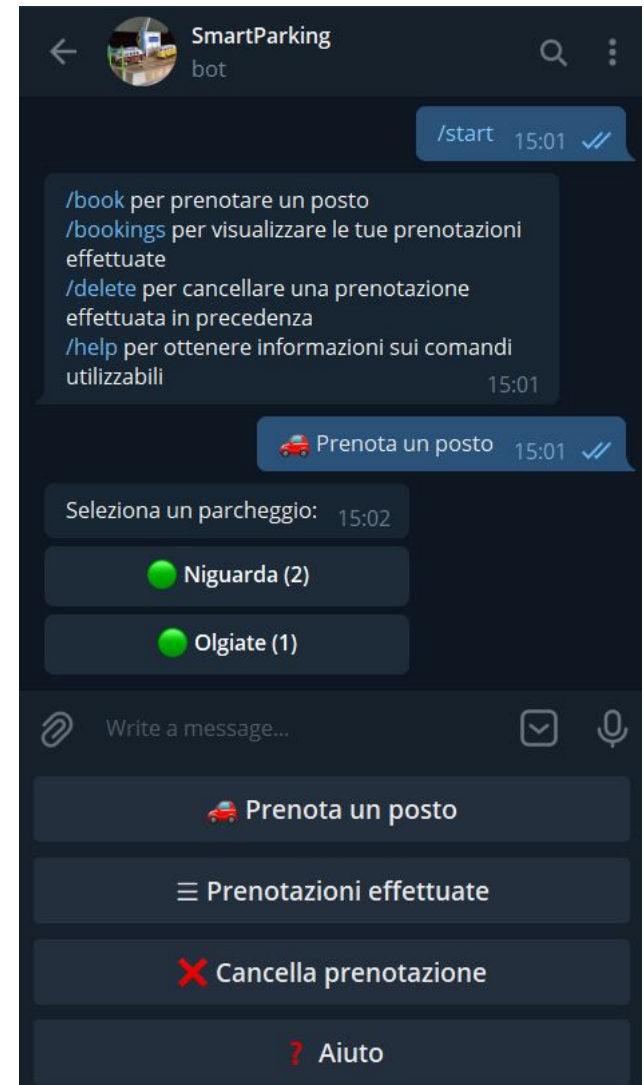 SmartParking
bot
/start 15:01
/book per prenotare un posto
/bookings per visualizzare le tue prenotazioni
effettuate
/delete per cancellare una prenotazione
effettuata in precedenza
/help per ottenere informazioni sui comandi
utilizzabili 15:01
🚗 Prenota un posto 15:01
Seleziona un parcheggio: 15:02
🟢 Niguarda (2)
🟢 Olgiate (1)
Write a message...
🚗 Prenota un posto
☰ Prenotazioni effettuate
❌ Cancella prenotazione
❓ Aiuto